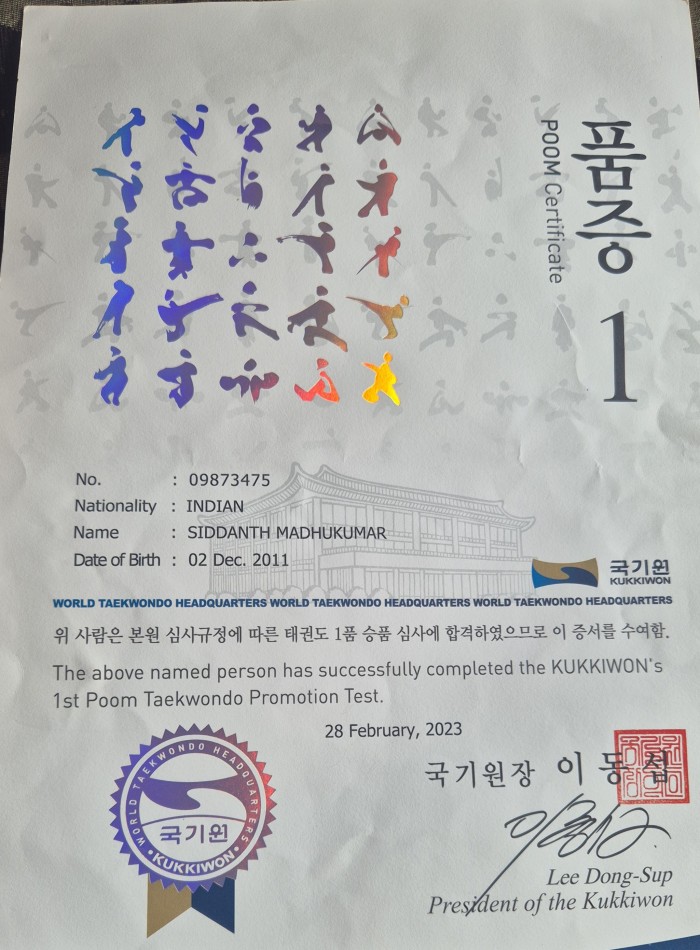 품증 1
POOM Certificate
No. : 09873475
Nationality : INDIAN
Name : SIDDANTH MADHUKUMAR
Date of Birth : 02 Dec. 2011
국기원
KUKKIWON
WORLD TAEKWONDO HEADQUARTERS WORLD TAEKWONDO HEADQUARTERS WORLD TAEKWONDO HEADQUARTERS
위 사람은 본원 심사규정에 따른 태권도 1품 승품 심사에 합격하였으므로 이 증서를 수여함.
The above named person has successfully completed the KUKKIWON's
1st Poom Taekwondo Promotion Test.
28 February, 2023
WORLD TAEKWONDO HEADQUARTERS
국기원
•KUKKIWON•
국기원장 이동섭
Lee Dong-Sup
President of the Kukkiwon